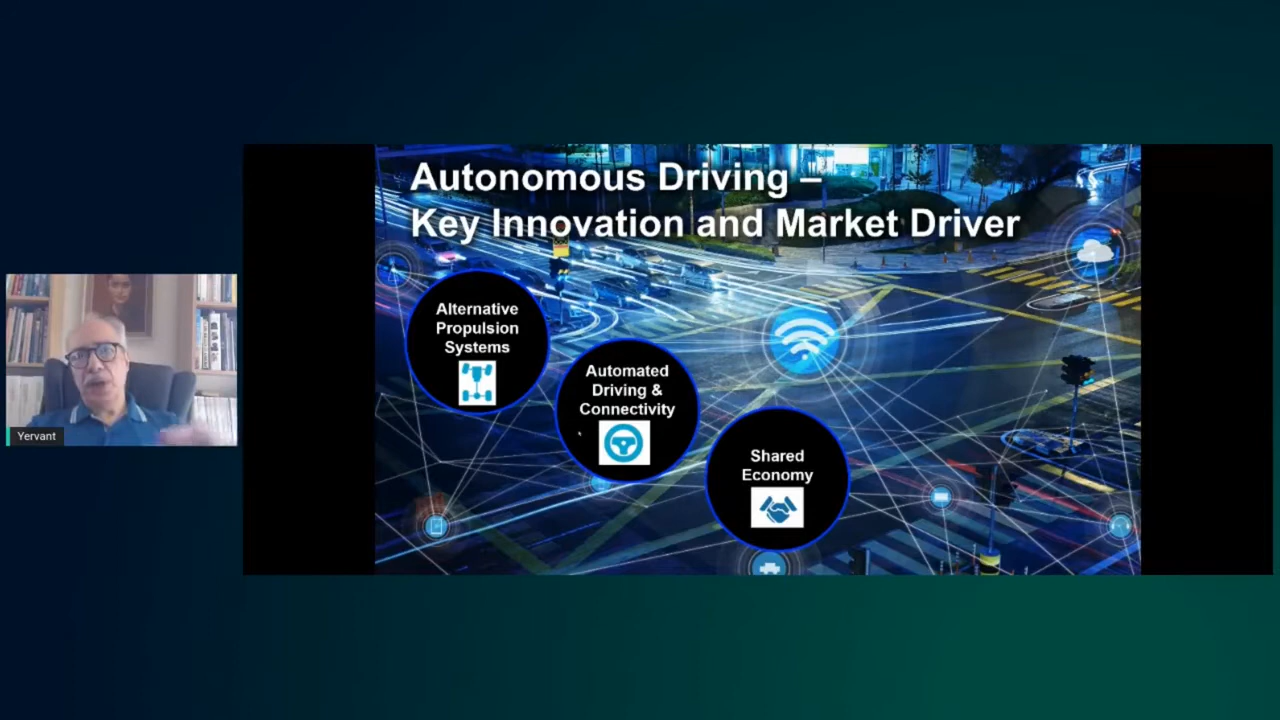 Autonomous Driving –
Key Innovation and Market Driver
Alternative
Propulsion
Systems
Automated
Driving &
Connectivity
Shared
Economy
Yervant